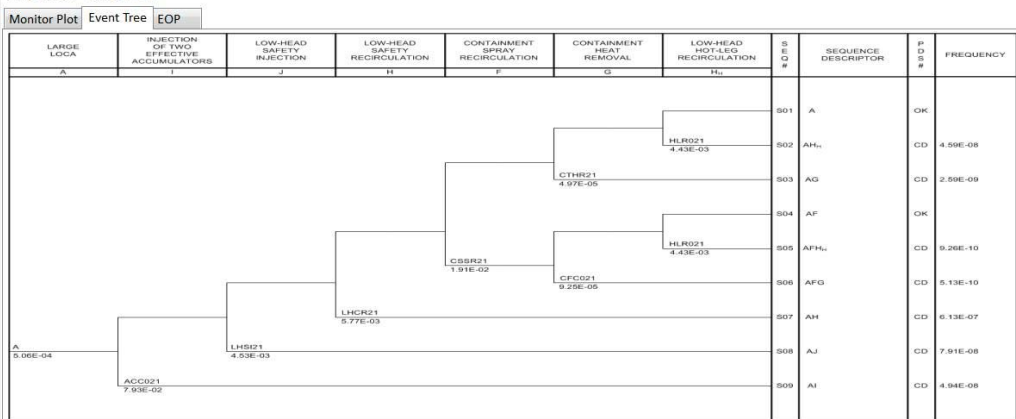 Monitor Plot Event Tree EOP
LARGE
LOCA
INJECTION
OF TWO
EFFECTIVE
ACCUMULATORS
LOW-HEAD
SAFETY
INJECTION
LOW-HEAD
SAFETY
RECIRCULATION
CONTAINMENT
SPRAY
RECIRCULATION
CONTAINMENT
HEAT
REMOVAL
LOW-HEAD
HOT-LEG
RECIRCULATION
S
E
Q
#
SEQUENCE
DESCRIPTOR
P
D
S
#
FREQUENCY
A I J H F G HH
S01 A OK
HLR021
4.43E-03
S02 AHH CD 4.59E-08
CTHR21
4.97E-05
S03 AG CD 2.59E-09
S04 AF OK
HLR021
4.43E-03
S05 AFHH CD 9.26E-10
CSSR21
1.91E-02
CFC021
9.25E-05
S06 AFG CD 5.13E-10
LHCR21
5.77E-03
S07 AH CD 6.13E-07
A
5.06E-04
LHSI21
4.53E-03
S08 AJ CD 7.91E-08
ACC021
7.93E-02
S09 AI CD 4.94E-08